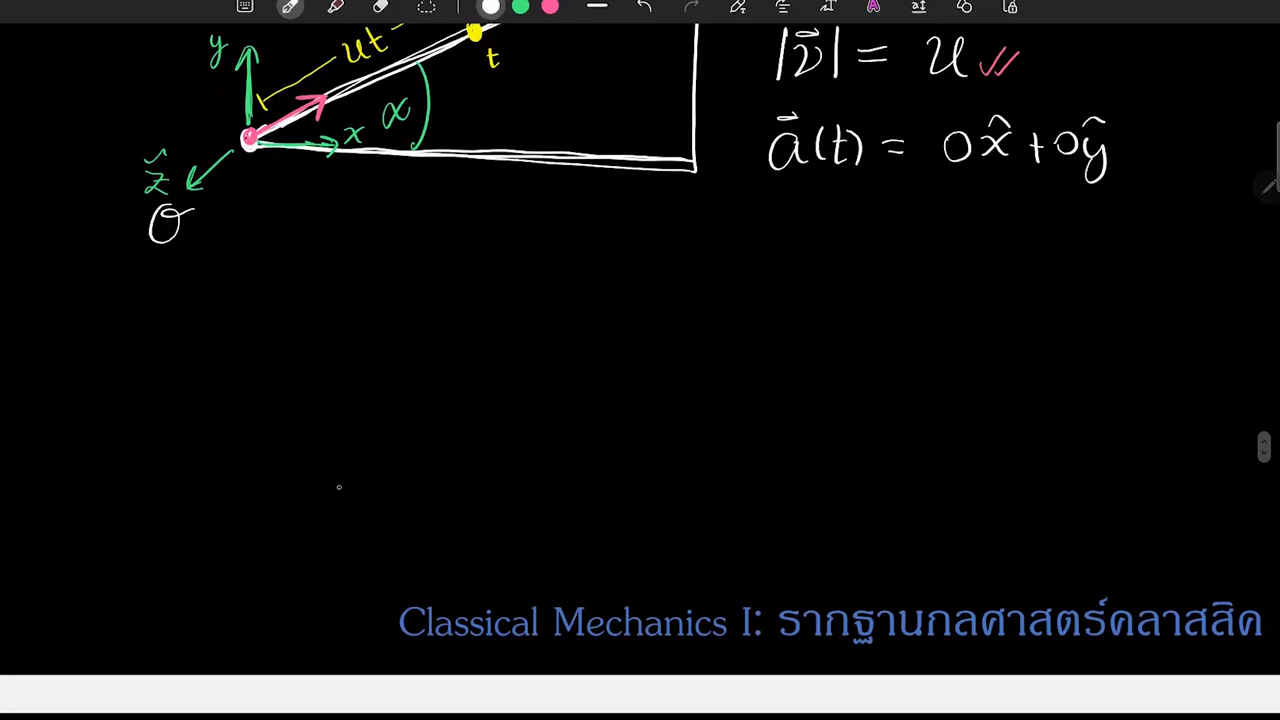 y
ut
t
α
x
ẑ
O
|v⃗| = u
a⃗(t) = 0x̂ + 0ŷ
Classical Mechanics I: รากฐานกลศาสตร์คลาสสิค